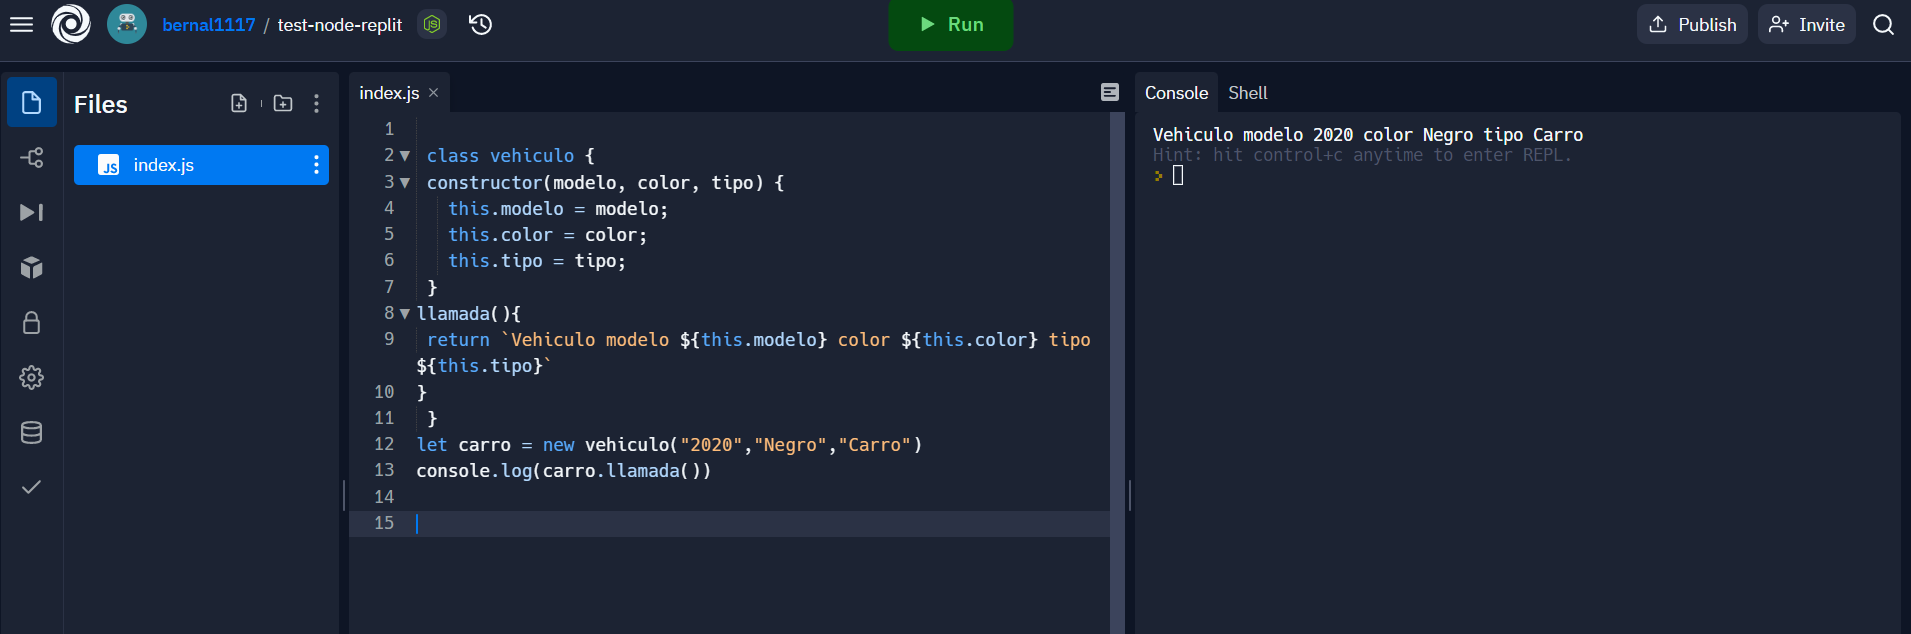 bernal1117 / test-node-replit JS
Run
Publish
Invite
Files
JS index.js
index.js ×
1
2 class vehiculo {
3 constructor(modelo, color, tipo) {
4 this.modelo = modelo;
5 this.color = color;
6 this.tipo = tipo;
7 }
8 llamada(){
9 return `Vehiculo modelo ${this.modelo} color ${this.color} tipo
${this.tipo}`
10 }
11 }
12 let carro = new vehiculo("2020","Negro","Carro")
13 console.log(carro.llamada())
14
15
Console Shell
Vehiculo modelo 2020 color Negro tipo Carro
Hint: hit control+c anytime to enter REPL.